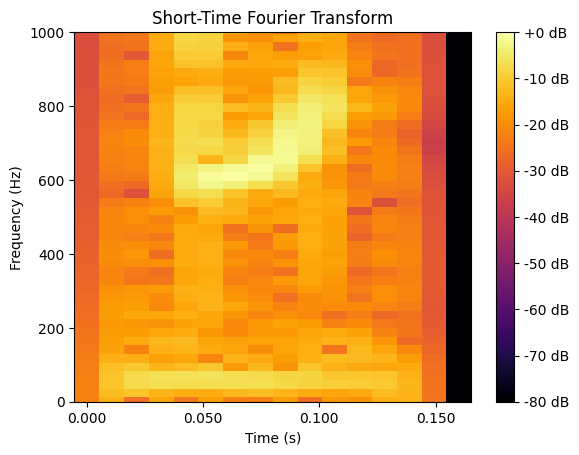 Short-Time Fourier Transform
1000
800
600
400
200
0
Frequency (Hz)
0.000
0.050
0.100
0.150
Time (s)
+0 dB
-10 dB
-20 dB
-30 dB
-40 dB
-50 dB
-60 dB
-70 dB
-80 dB